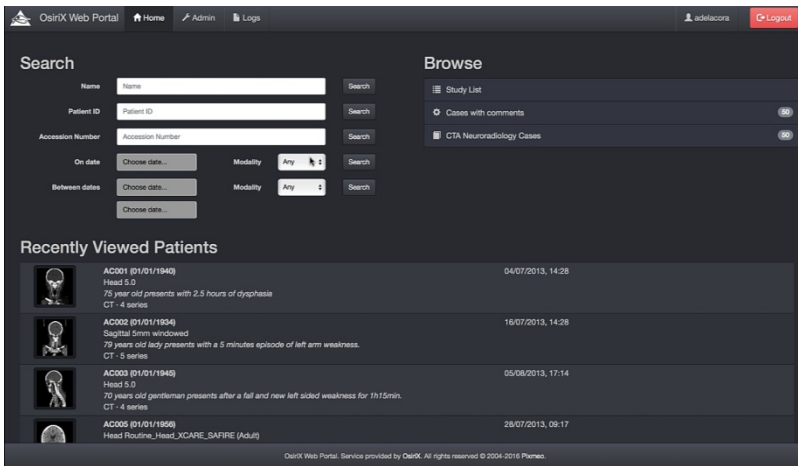 OsiriX Web Portal Home Admin Logs adelacora Logout
Search
Name Name Search
Patient ID Patient ID Search
Accession Number Accession Number Search
On date Choose date... Modality Any Search
Between dates Choose date... Modality Any Search
Choose date...
Browse
Study List
Cases with comments 50
CTA Neuroradiology Cases 50
Recently Viewed Patients
AC001 (01/01/1940) 04/07/2013, 14:28
Head 5.0
75 year old presents with 2.5 hours of dysphasia
CT - 4 series
AC002 (01/01/1934) 16/07/2013, 14:28
Sagittal 5mm windowed
79 years old lady presents with a 5 minutes episode of left arm weakness.
CT - 5 series
AC003 (01/01/1945) 05/08/2013, 17:14
Head 5.0
70 years old gentleman presents after a fall and new left sided weakness for 1h15min.
CT - 4 series
AC005 (01/01/1956) 28/07/2013, 09:17
Head Routine_Head_XCARE_SAFIRE (Adult)
OsiriX Web Portal. Service provided by OsiriX. All rights reserved © 2004-2016 Pixmeo.